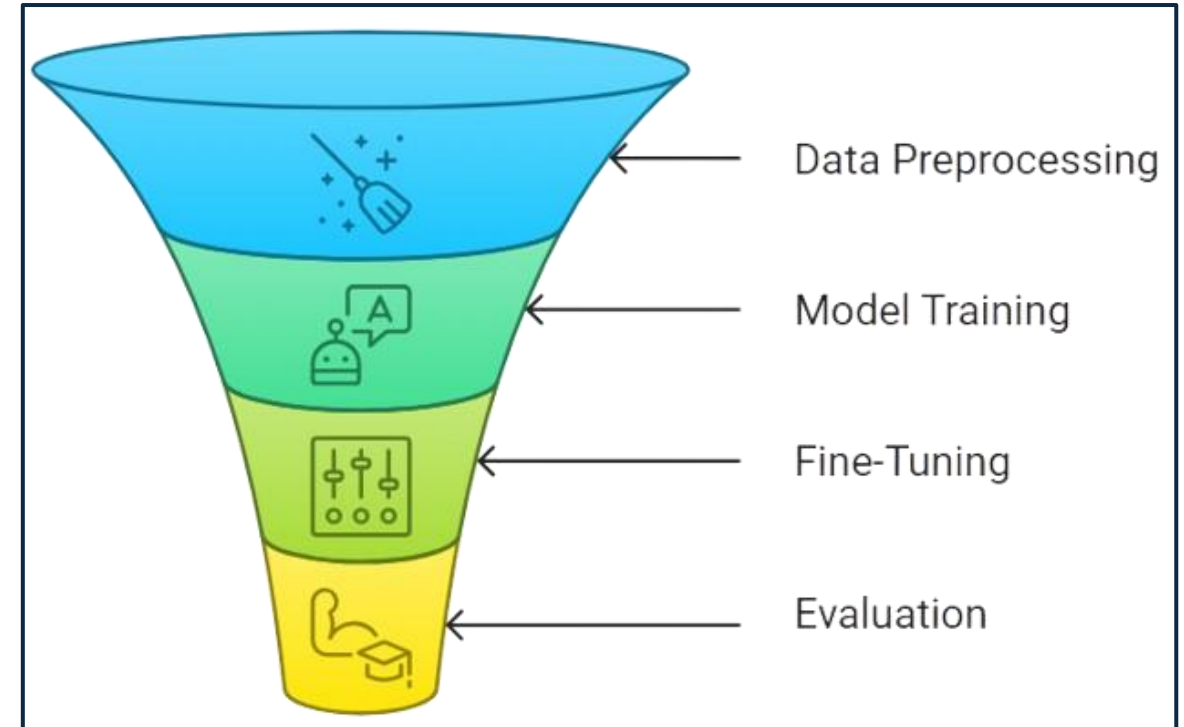 Data Preprocessing
A
Model Training
Fine-Tuning
Evaluation